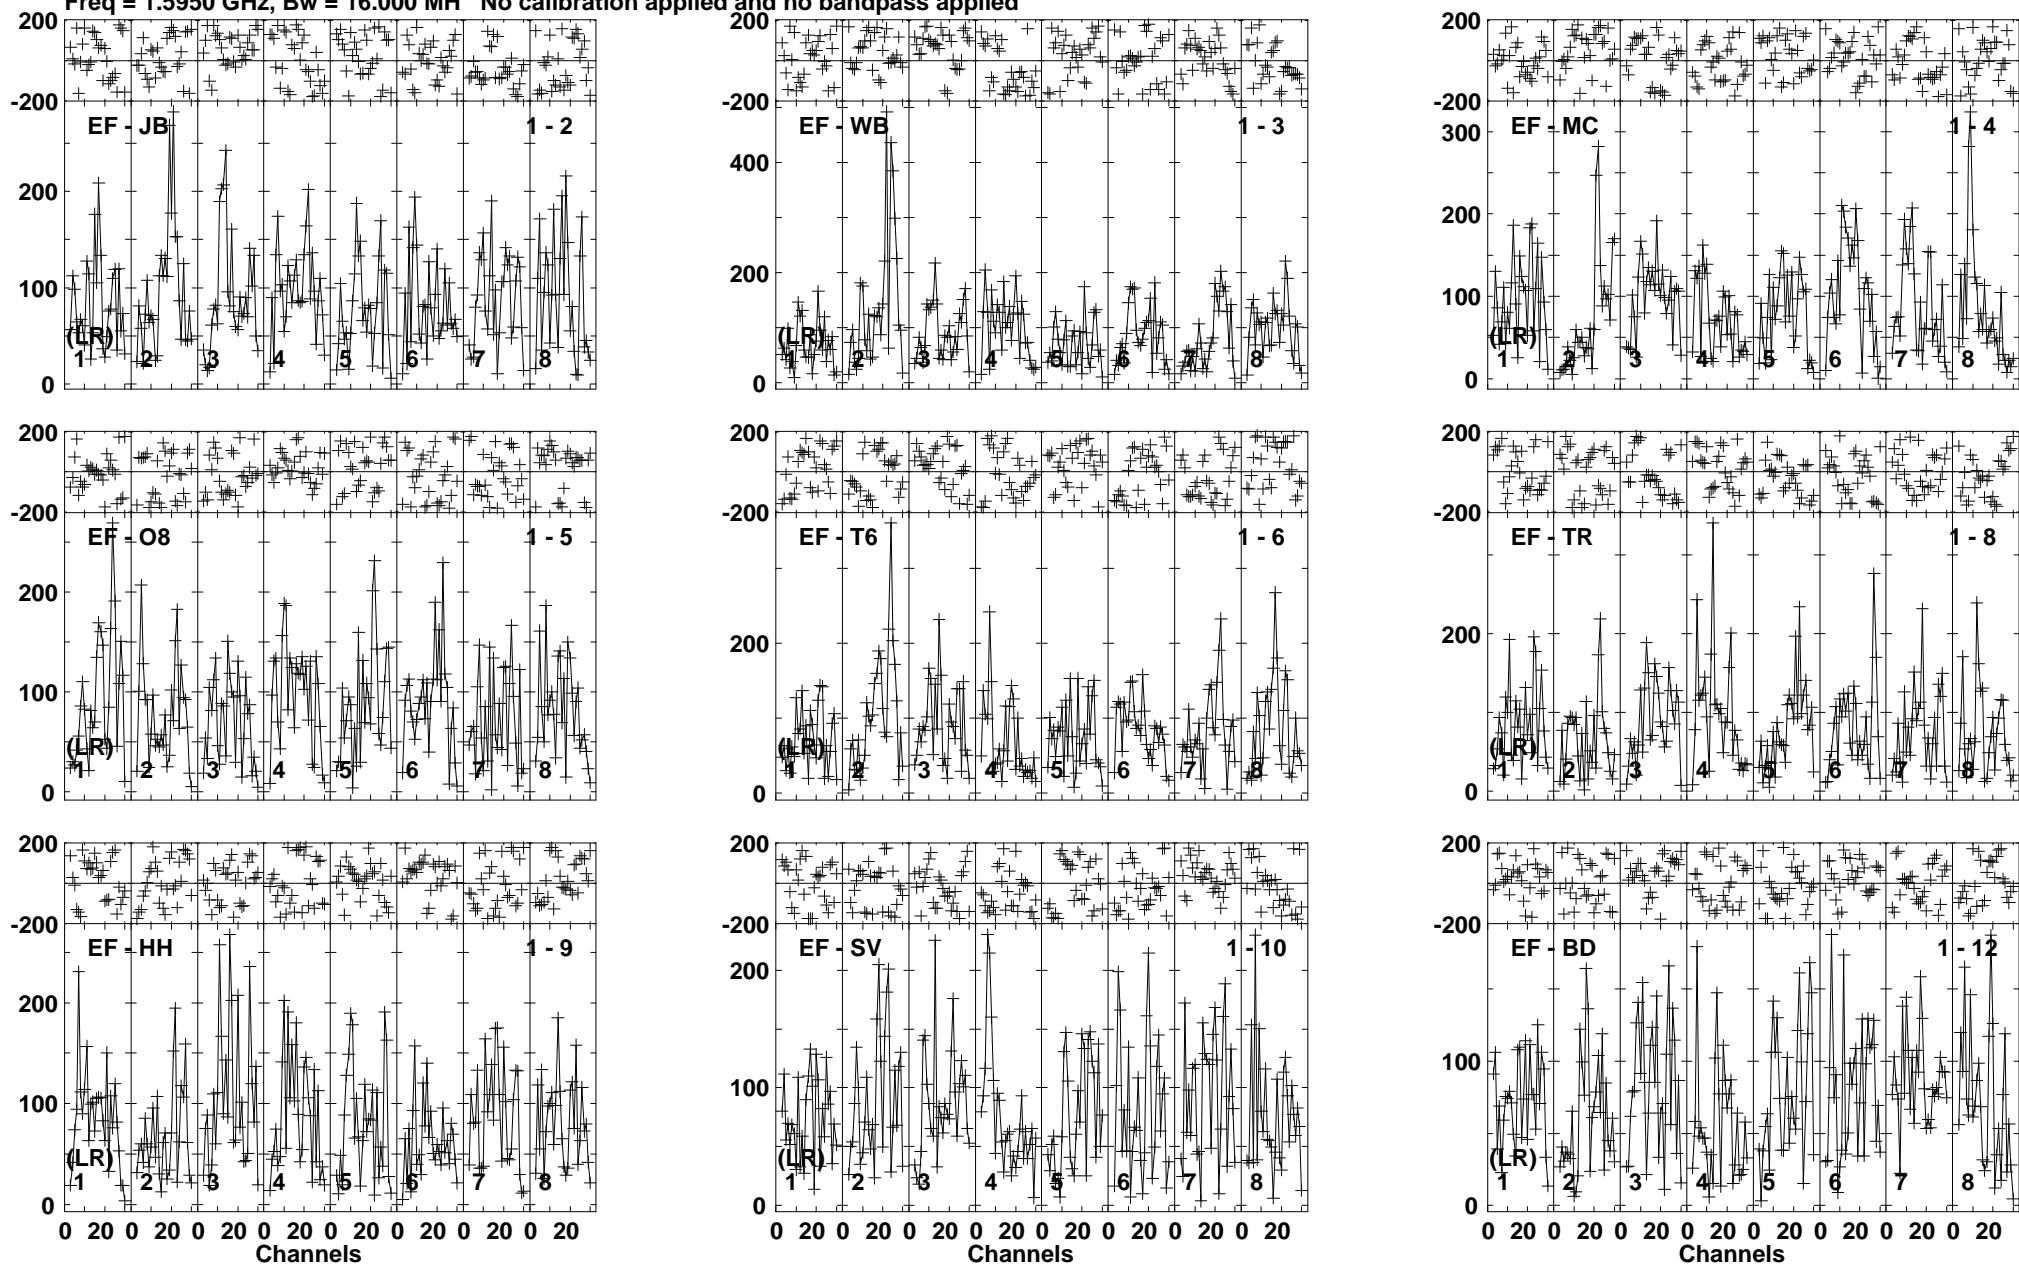 Freq = 1.5950 GHz, Bw = 16.000 MH No calibration applied and no bandpass applied
200
-200
EF - JB 1 - 2
200
100
0
(LR)
1 2 3 4 5 6 7 8
200
-200
EF - WB 1 - 3
400
200
0
(LR)
1 2 3 4 5 6 7 8
200
-200
EF - MC 1 - 4
300
200
100
0
(LR)
1 2 3 4 5 6 7 8
200
-200
EF - O8 1 - 5
200
100
0
(LR)
1 2 3 4 5 6 7 8
200
-200
EF - T6 1 - 6
200
0
(LR)
1 2 3 4 5 6 7 8
200
-200
EF - TR 1 - 8
200
0
(LR)
1 2 3 4 5 6 7 8
200
-200
EF - HH 1 - 9
200
100
0
(LR)
1 2 3 4 5 6 7 8
0 20 0 20 0 20 0 20 0 20 0 20 0 20 0 20
Channels
200
-200
EF - SV 1 - 10
200
100
0
(LR)
1 2 3 4 5 6 7 8
0 20 0 20 0 20 0 20 0 20 0 20 0 20 0 20
Channels
200
-200
EF - BD 1 - 12
100
0
(LR)
1 2 3 4 5 6 7 8
0 20 0 20 0 20 0 20 0 20 0 20 0 20 0 20
Channels